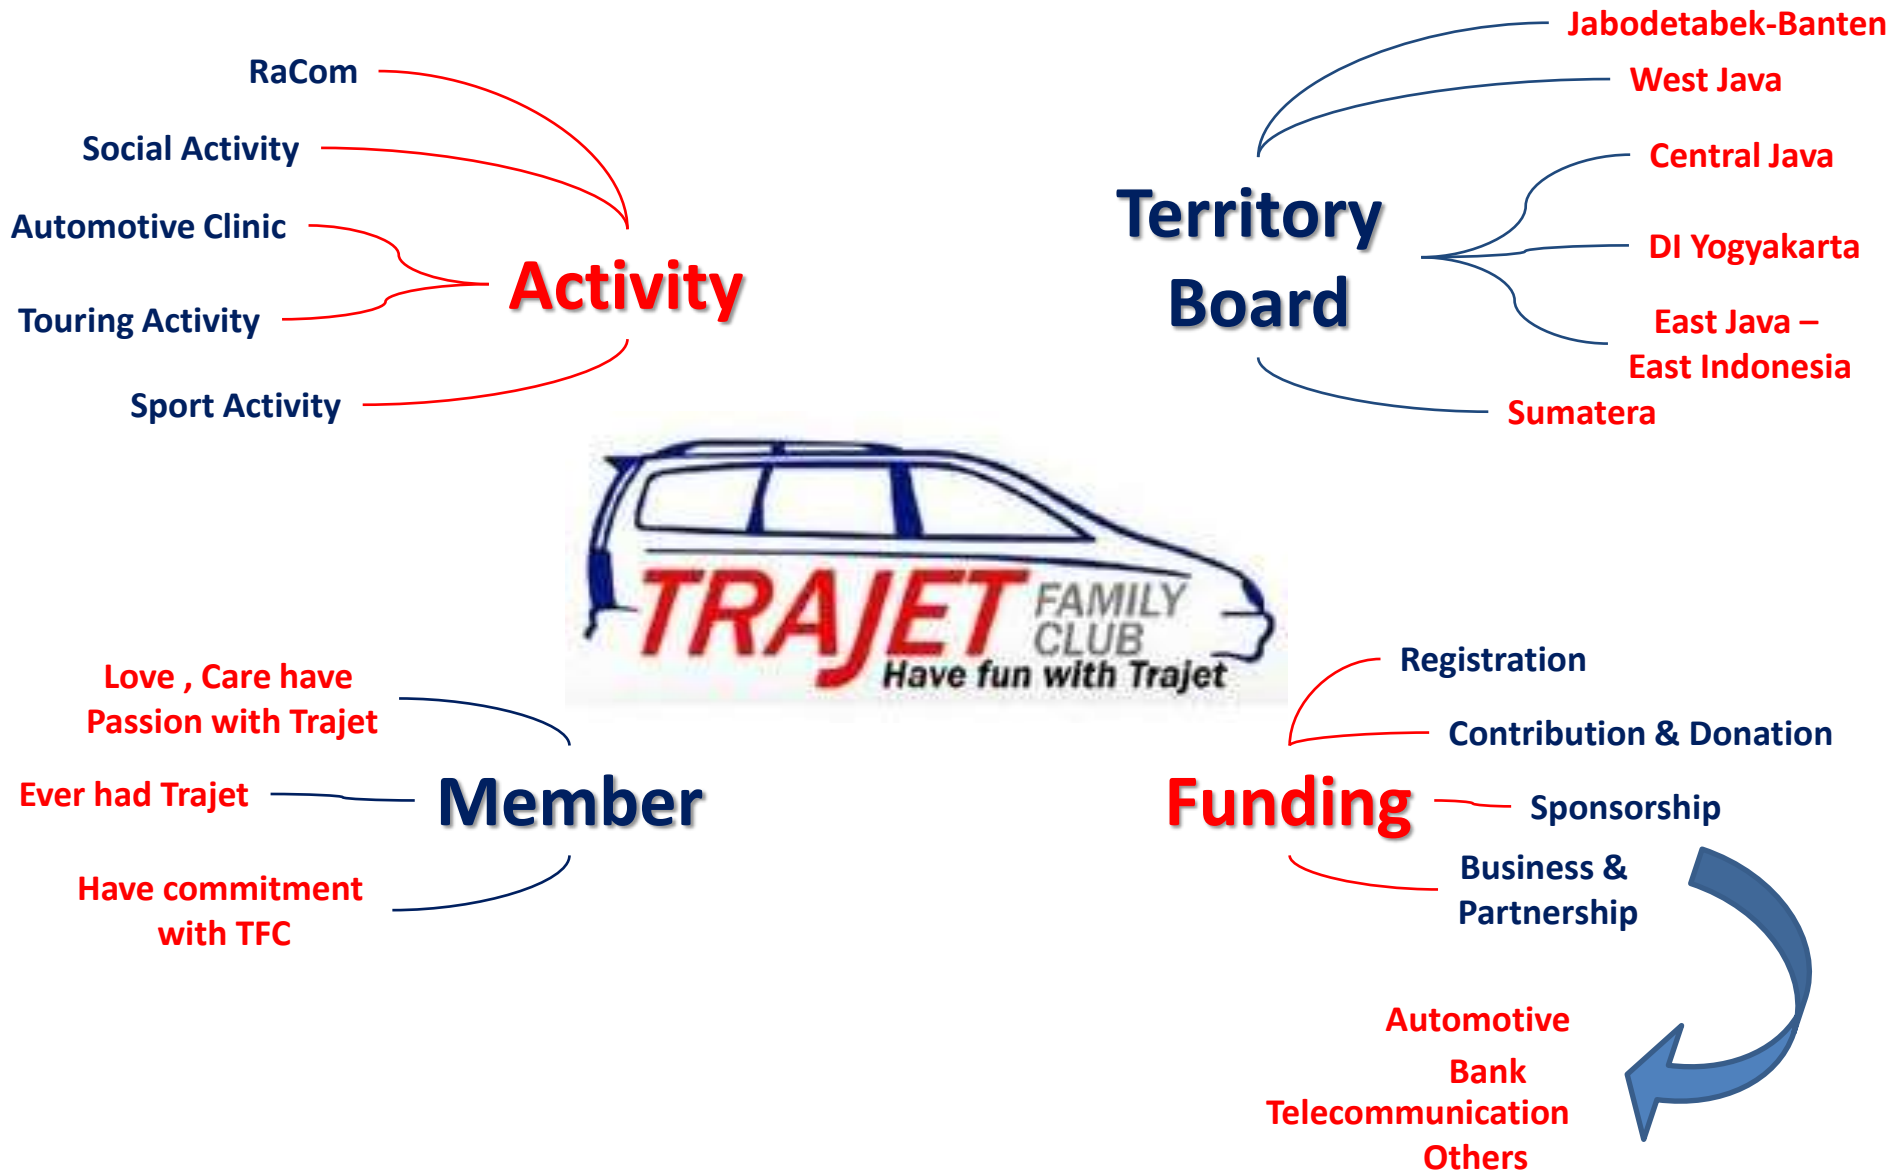 RaCom
Social Activity
Automotive Clinic
Touring Activity
Sport Activity
Activity
Jabodetabek-Banten
West Java
Central Java
DI Yogyakarta
East Java –
East Indonesia
Sumatera
Territory
Board
TRAJET FAMILY
CLUB
Have fun with Trajet
Love , Care have
Passion with Trajet
Ever had Trajet
Have commitment
with TFC
Member
Registration
Contribution & Donation
Sponsorship
Business &
Partnership
Funding
Automotive
Bank
Telecommunication
Others